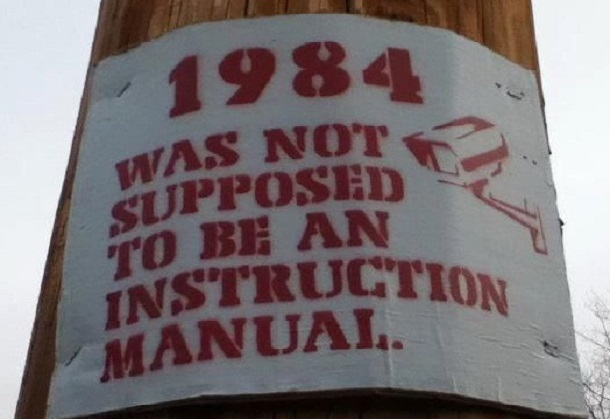 1984
WAS NOT
SUPPOSED
TO BE AN
INSTRUCTION
MANUAL.